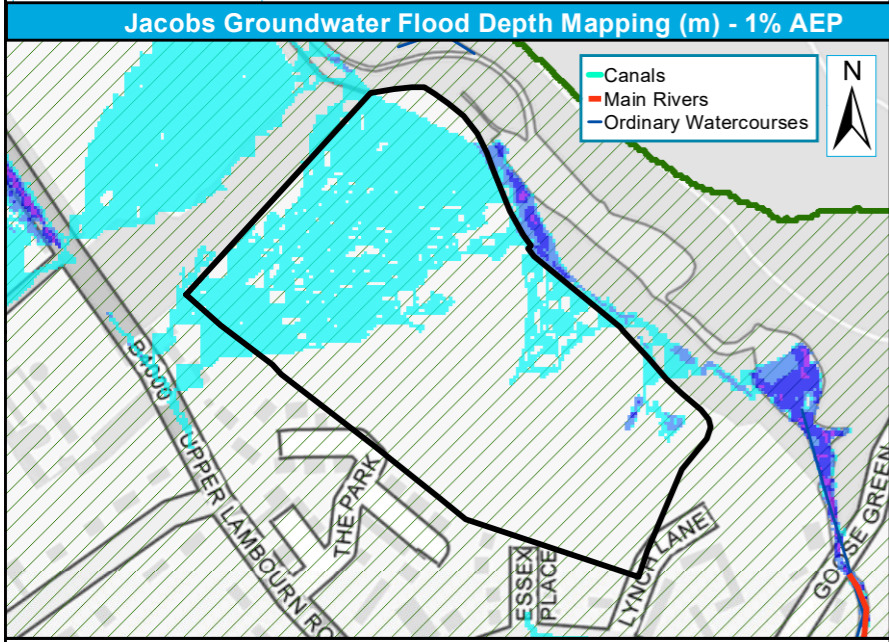 Jacobs Groundwater Flood Depth Mapping (m) - 1% AEP
Canals
Main Rivers
Ordinary Watercourses
N
B4000
UPPER LAMBOURN RO
THE PARK
ESSEX
PLACE
LYNCH LANE
GOOSE GREEN